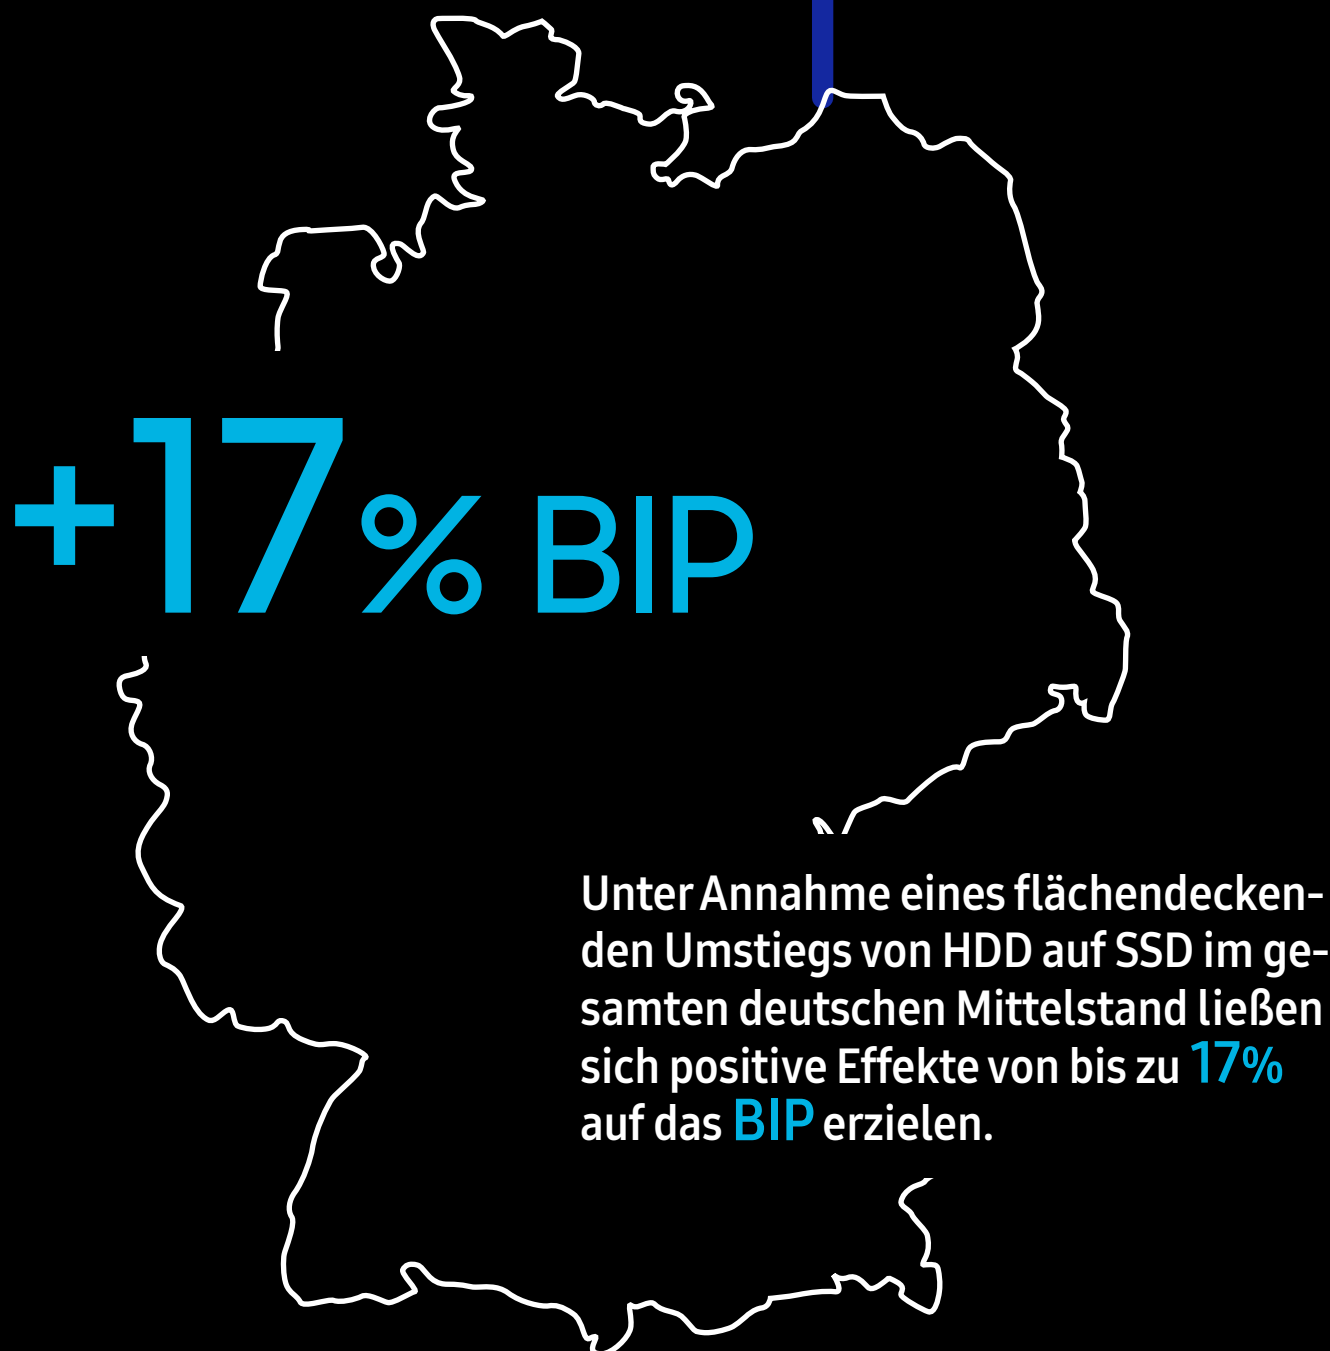 +17% BIP
Unter Annahme eines flächendecken-
den Umstiegs von HDD auf SSD im ge-
samten deutschen Mittelstand ließen
sich positive Effekte von bis zu 17%
auf das BIP erzielen.